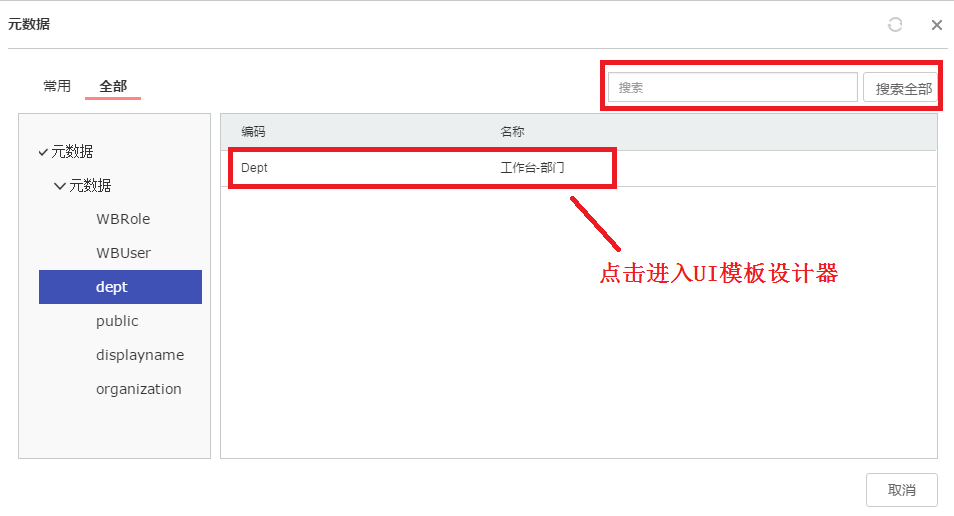 元数据
常用 全部
搜索 搜索全部
元数据
元数据
WBRole
WBUser
dept
public
displayname
organization
编码 名称
Dept 工作台-部门
点击进入UI模板设计器
取消